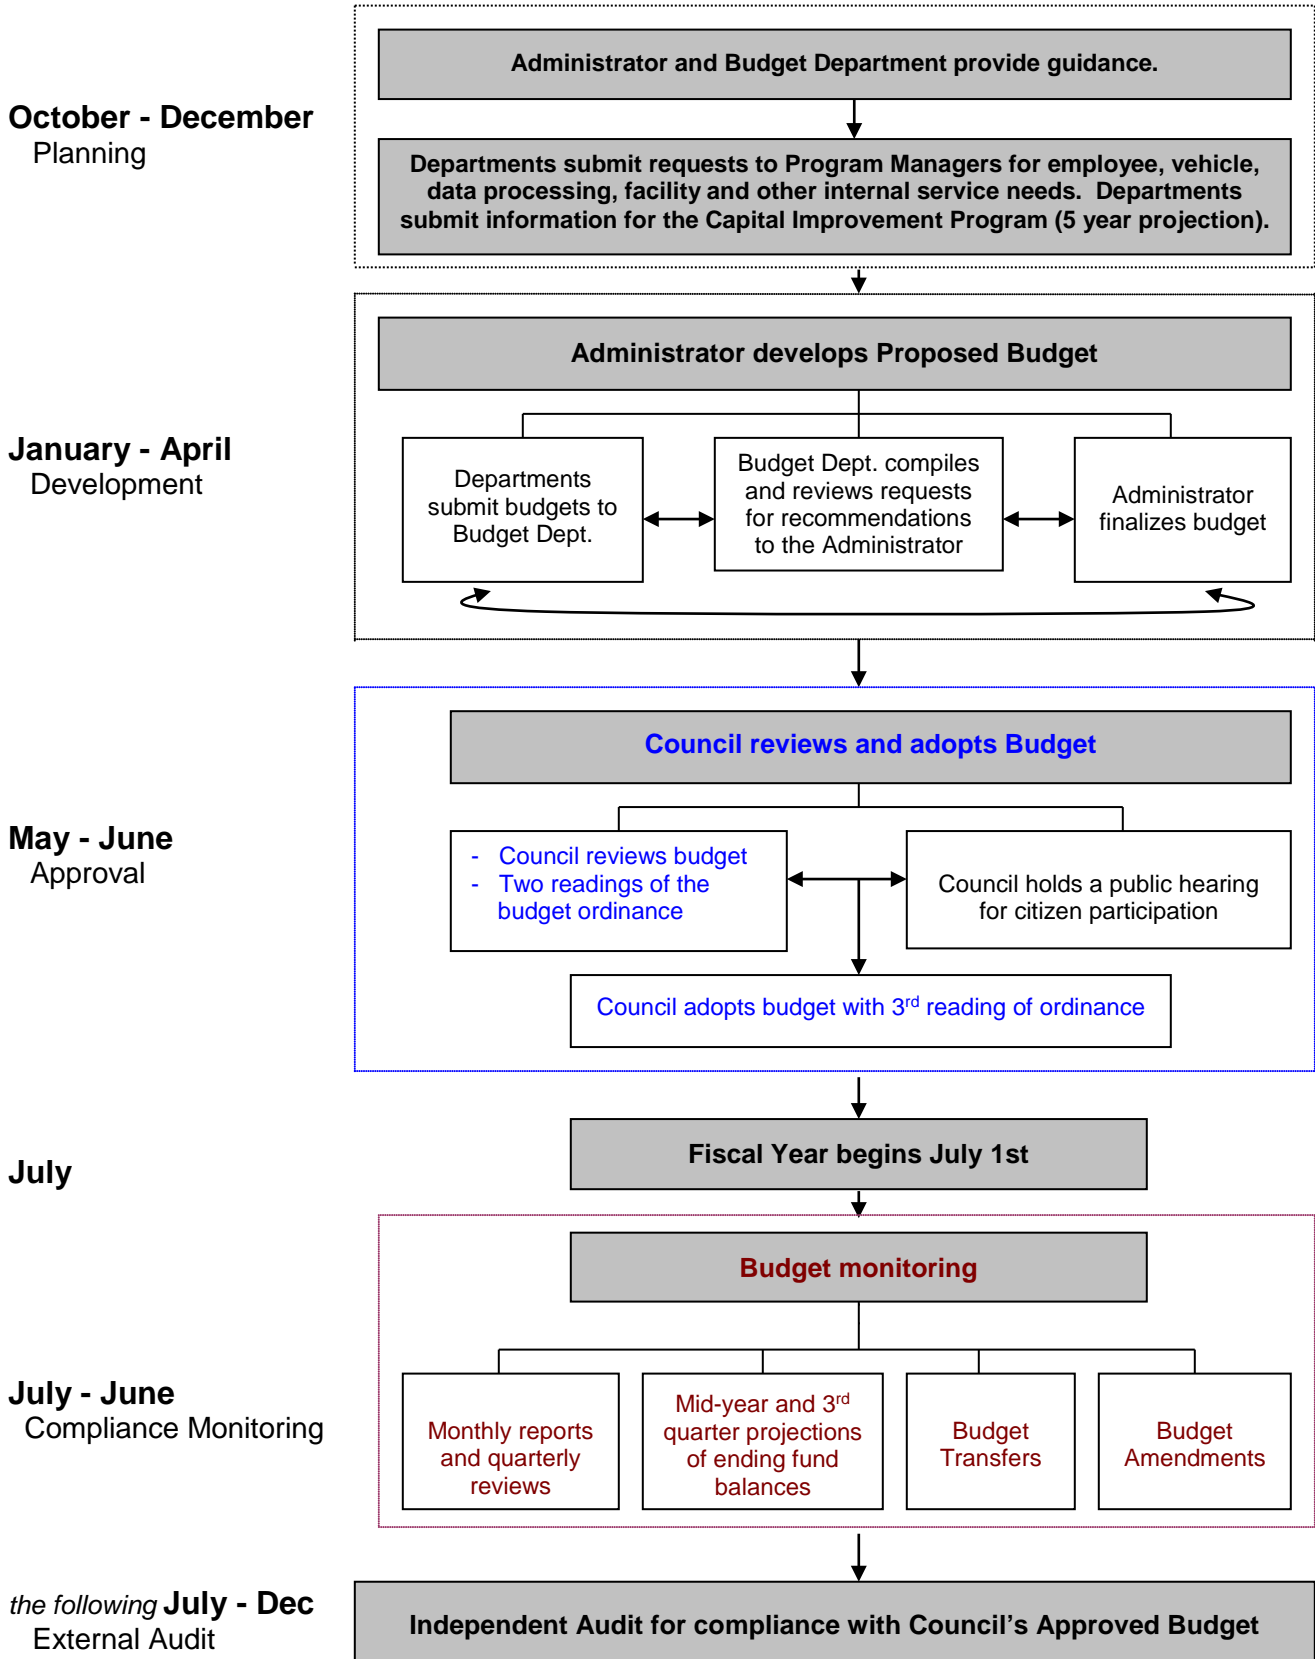 Administrator and Budget Department provide guidance.
October - December
Planning
Departments submit requests to Program Managers for employee, vehicle,
data processing, facility and other internal service needs.  Departments
submit information for the Capital Improvement Program (5 year projection).
Administrator develops Proposed Budget
January - April
Development
Departments
submit budgets to
Budget Dept.
Budget Dept. compiles
and reviews requests
for recommendations
to the Administrator
Administrator
finalizes budget
Council reviews and adopts Budget
May - June
Approval
- Council reviews budget
- Two readings of the
budget ordinance
Council holds a public hearing
for citizen participation
Council adopts budget with 3rd reading of ordinance
July
Fiscal Year begins July 1st
Budget monitoring
July - June
Compliance Monitoring
Monthly reports
and quarterly
reviews
Mid-year and 3rd
quarter projections
of ending fund
balances
Budget
Transfers
Budget
Amendments
the following July - Dec
External Audit
Independent Audit for compliance with Council's Approved Budget